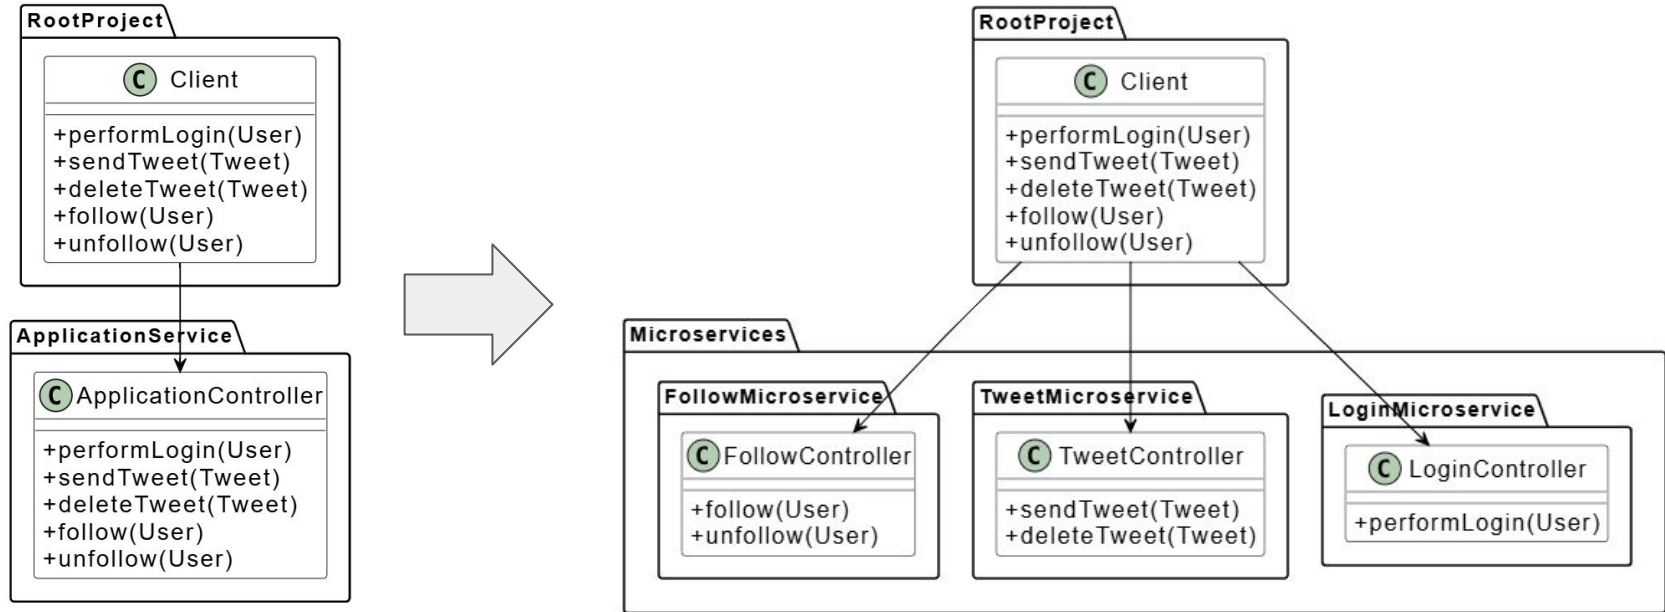 RootProject
C Client
+performLogin(User)
+sendTweet(Tweet)
+deleteTweet(Tweet)
+follow(User)
+unfollow(User)
ApplicationService
C ApplicationController
+performLogin(User)
+sendTweet(Tweet)
+deleteTweet(Tweet)
+follow(User)
+unfollow(User)
RootProject
C Client
+performLogin(User)
+sendTweet(Tweet)
+deleteTweet(Tweet)
+follow(User)
+unfollow(User)
Microservices
FollowMicroservice
C FollowController
+follow(User)
+unfollow(User)
TweetMicroservice
C TweetController
+sendTweet(Tweet)
+deleteTweet(Tweet)
LoginMicroservice
C LoginController
+performLogin(User)